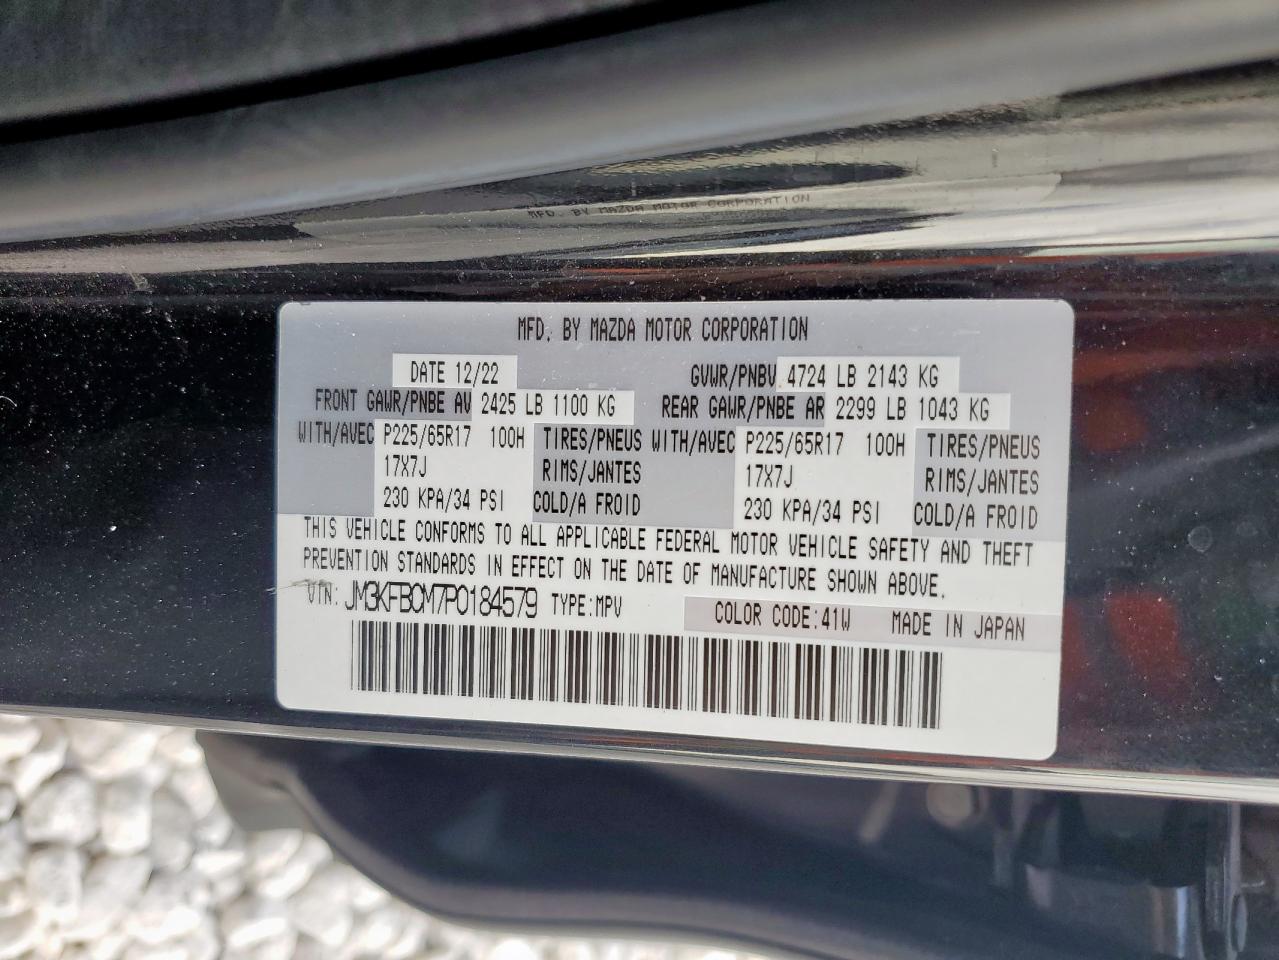 MFD. BY MAZDA MOTOR CORPORATION
MFD. BY MAZDA MOTOR CORPORATION
DATE 12/22 GVWR/PNBV 4724 LB 2143 KG
FRONT GAWR/PNBE AV 2425 LB 1100 KG REAR GAWR/PNBE AR 2299 LB 1043 KG
WITH/AVEC P225/65R17 100H TIRES/PNEUS WITH/AVEC P225/65R17 100H TIRES/PNEUS
17X7J RIMS/JANTES 17X7J RIMS/JANTES
230 KPA/34 PSI COLD/A FROID 230 KPA/34 PSI COLD/A FROID
THIS VEHICLE CONFORMS TO ALL APPLICABLE FEDERAL MOTOR VEHICLE SAFETY AND THEFT
PREVENTION STANDARDS IN EFFECT ON THE DATE OF MANUFACTURE SHOWN ABOVE.
VIN: JM3KFBCM7P0184579 TYPE:MPV COLOR CODE:41W MADE IN JAPAN